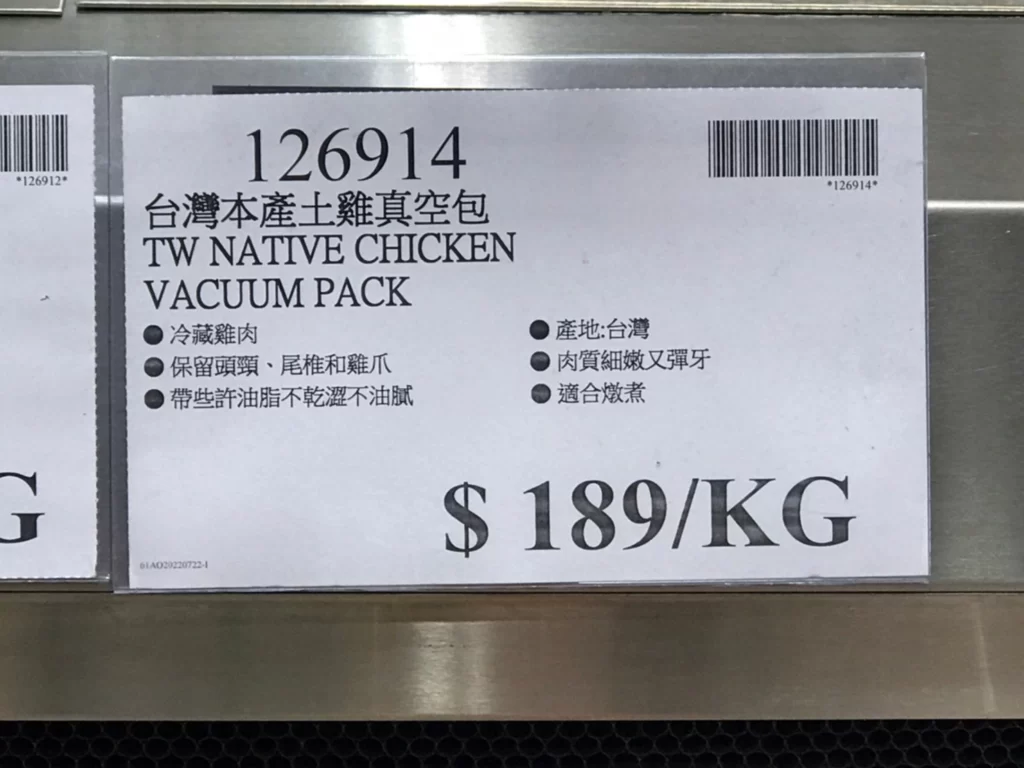 *126912*
G
126914
*126914*
台灣本產土雞真空包
TW NATIVE CHICKEN
VACUUM PACK
●冷藏雞肉
●保留頭頸、尾椎和雞爪
●帶些許油脂不乾澀不油膩
●產地:台灣
●肉質細嫩又彈牙
●適合燉煮
$ 189/KG
01AO20220722-1